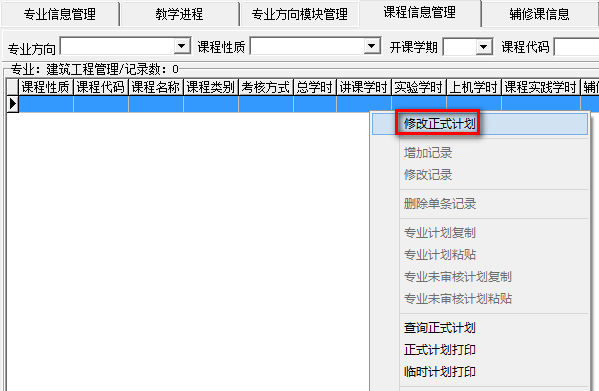 专业信息管理 教学进程 专业方向模块管理 课程信息管理 辅修课信息
专业方向 课程性质 开课学期 课程代码
专业：建筑工程管理/记录数：0
课程性质 课程代码 课程名称 课程类别 考核方式 总学时 讲课学时 实验学时 上机学时 课程实践学时 辅修
修改正式计划
增加记录
修改记录
删除单条记录
专业计划复制
专业计划粘贴
专业未审核计划复制
专业未审核计划粘贴
查询正式计划
正式计划打印
临时计划打印